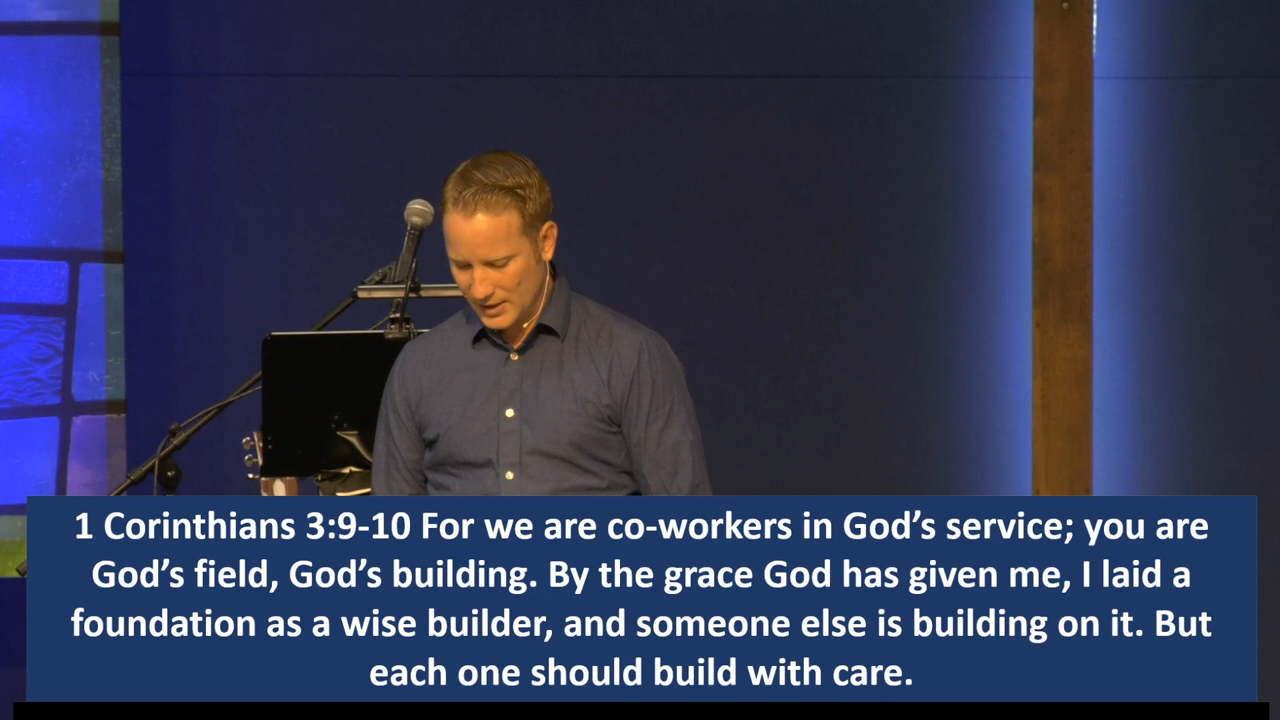 1 Corinthians 3:9-10 For we are co-workers in God’s service; you are
God’s field, God’s building. By the grace God has given me, I laid a
foundation as a wise builder, and someone else is building on it. But
each one should build with care.